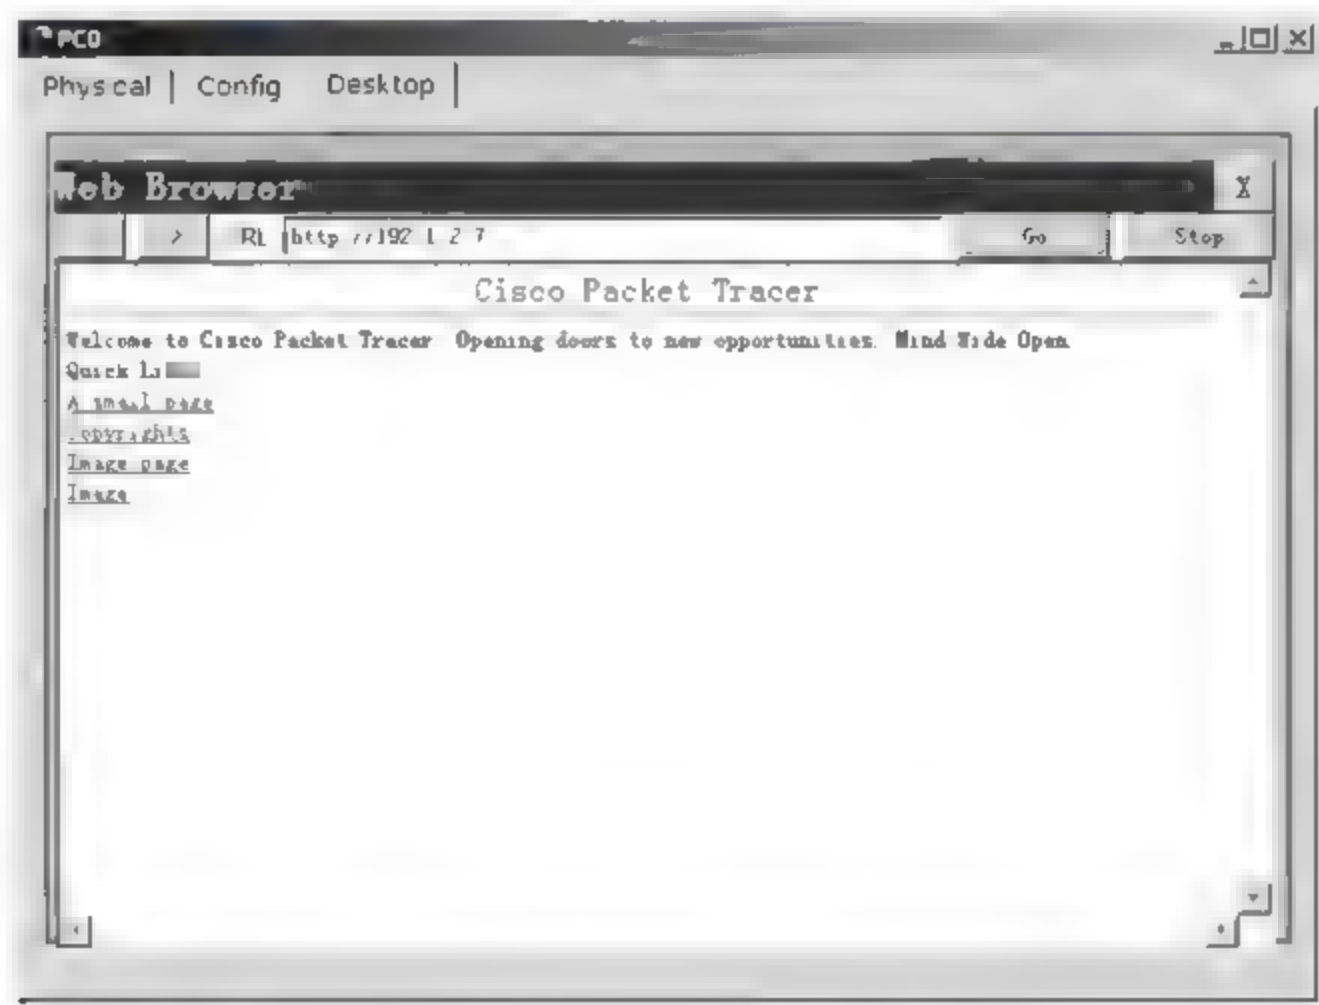 PC0
Physical Config Desktop
Web Browser X
> URL http://192.1.2.7 Go Stop
Cisco Packet Tracer
Welcome to Cisco Packet Tracer. Opening doors to new opportunities. Mind Wide Open.
Quick
A small page
Copyrights
Image page
Image